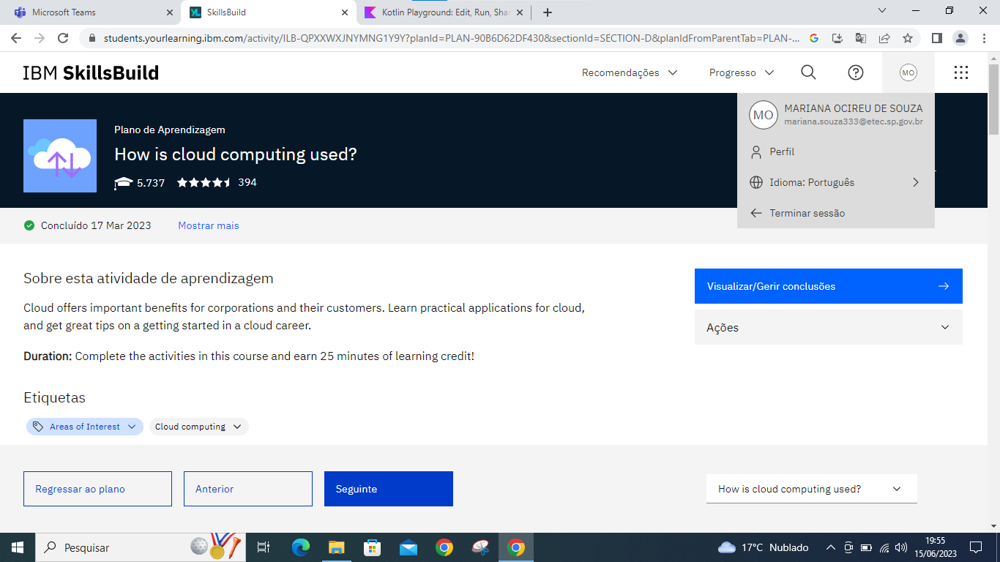 Microsoft Teams
SkillsBuild
Kotlin Playground: Edit, Run, Sha
students.yourlearning.ibm.com/activity/ILB-QPXXWXJNYMNG1Y9Y?planId=PLAN-90B6D62DF430&sectionId=SECTION-D&planIdFromParentTab=PLAN-...
IBM SkillsBuild
Recomendações
Progresso
MO
MO
MARIANA OCIREU DE SOUZA
mariana.souza333@etec.sp.gov.br
Perfil
Idioma: Português
Terminar sessão
Plano de Aprendizagem
How is cloud computing used?
5.737
394
Concluído 17 Mar 2023
Mostrar mais
Sobre esta atividade de aprendizagem
Cloud offers important benefits for corporations and their customers. Learn practical applications for cloud,
and get great tips on a getting started in a cloud career.
Duration: Complete the activities in this course and earn 25 minutes of learning credit!
Visualizar/Gerir conclusões
Ações
Etiquetas
Areas of Interest
Cloud computing
Regressar ao plano
Anterior
Seguinte
How is cloud computing used?
Pesquisar
17°C Nublado
19:55
15/06/2023